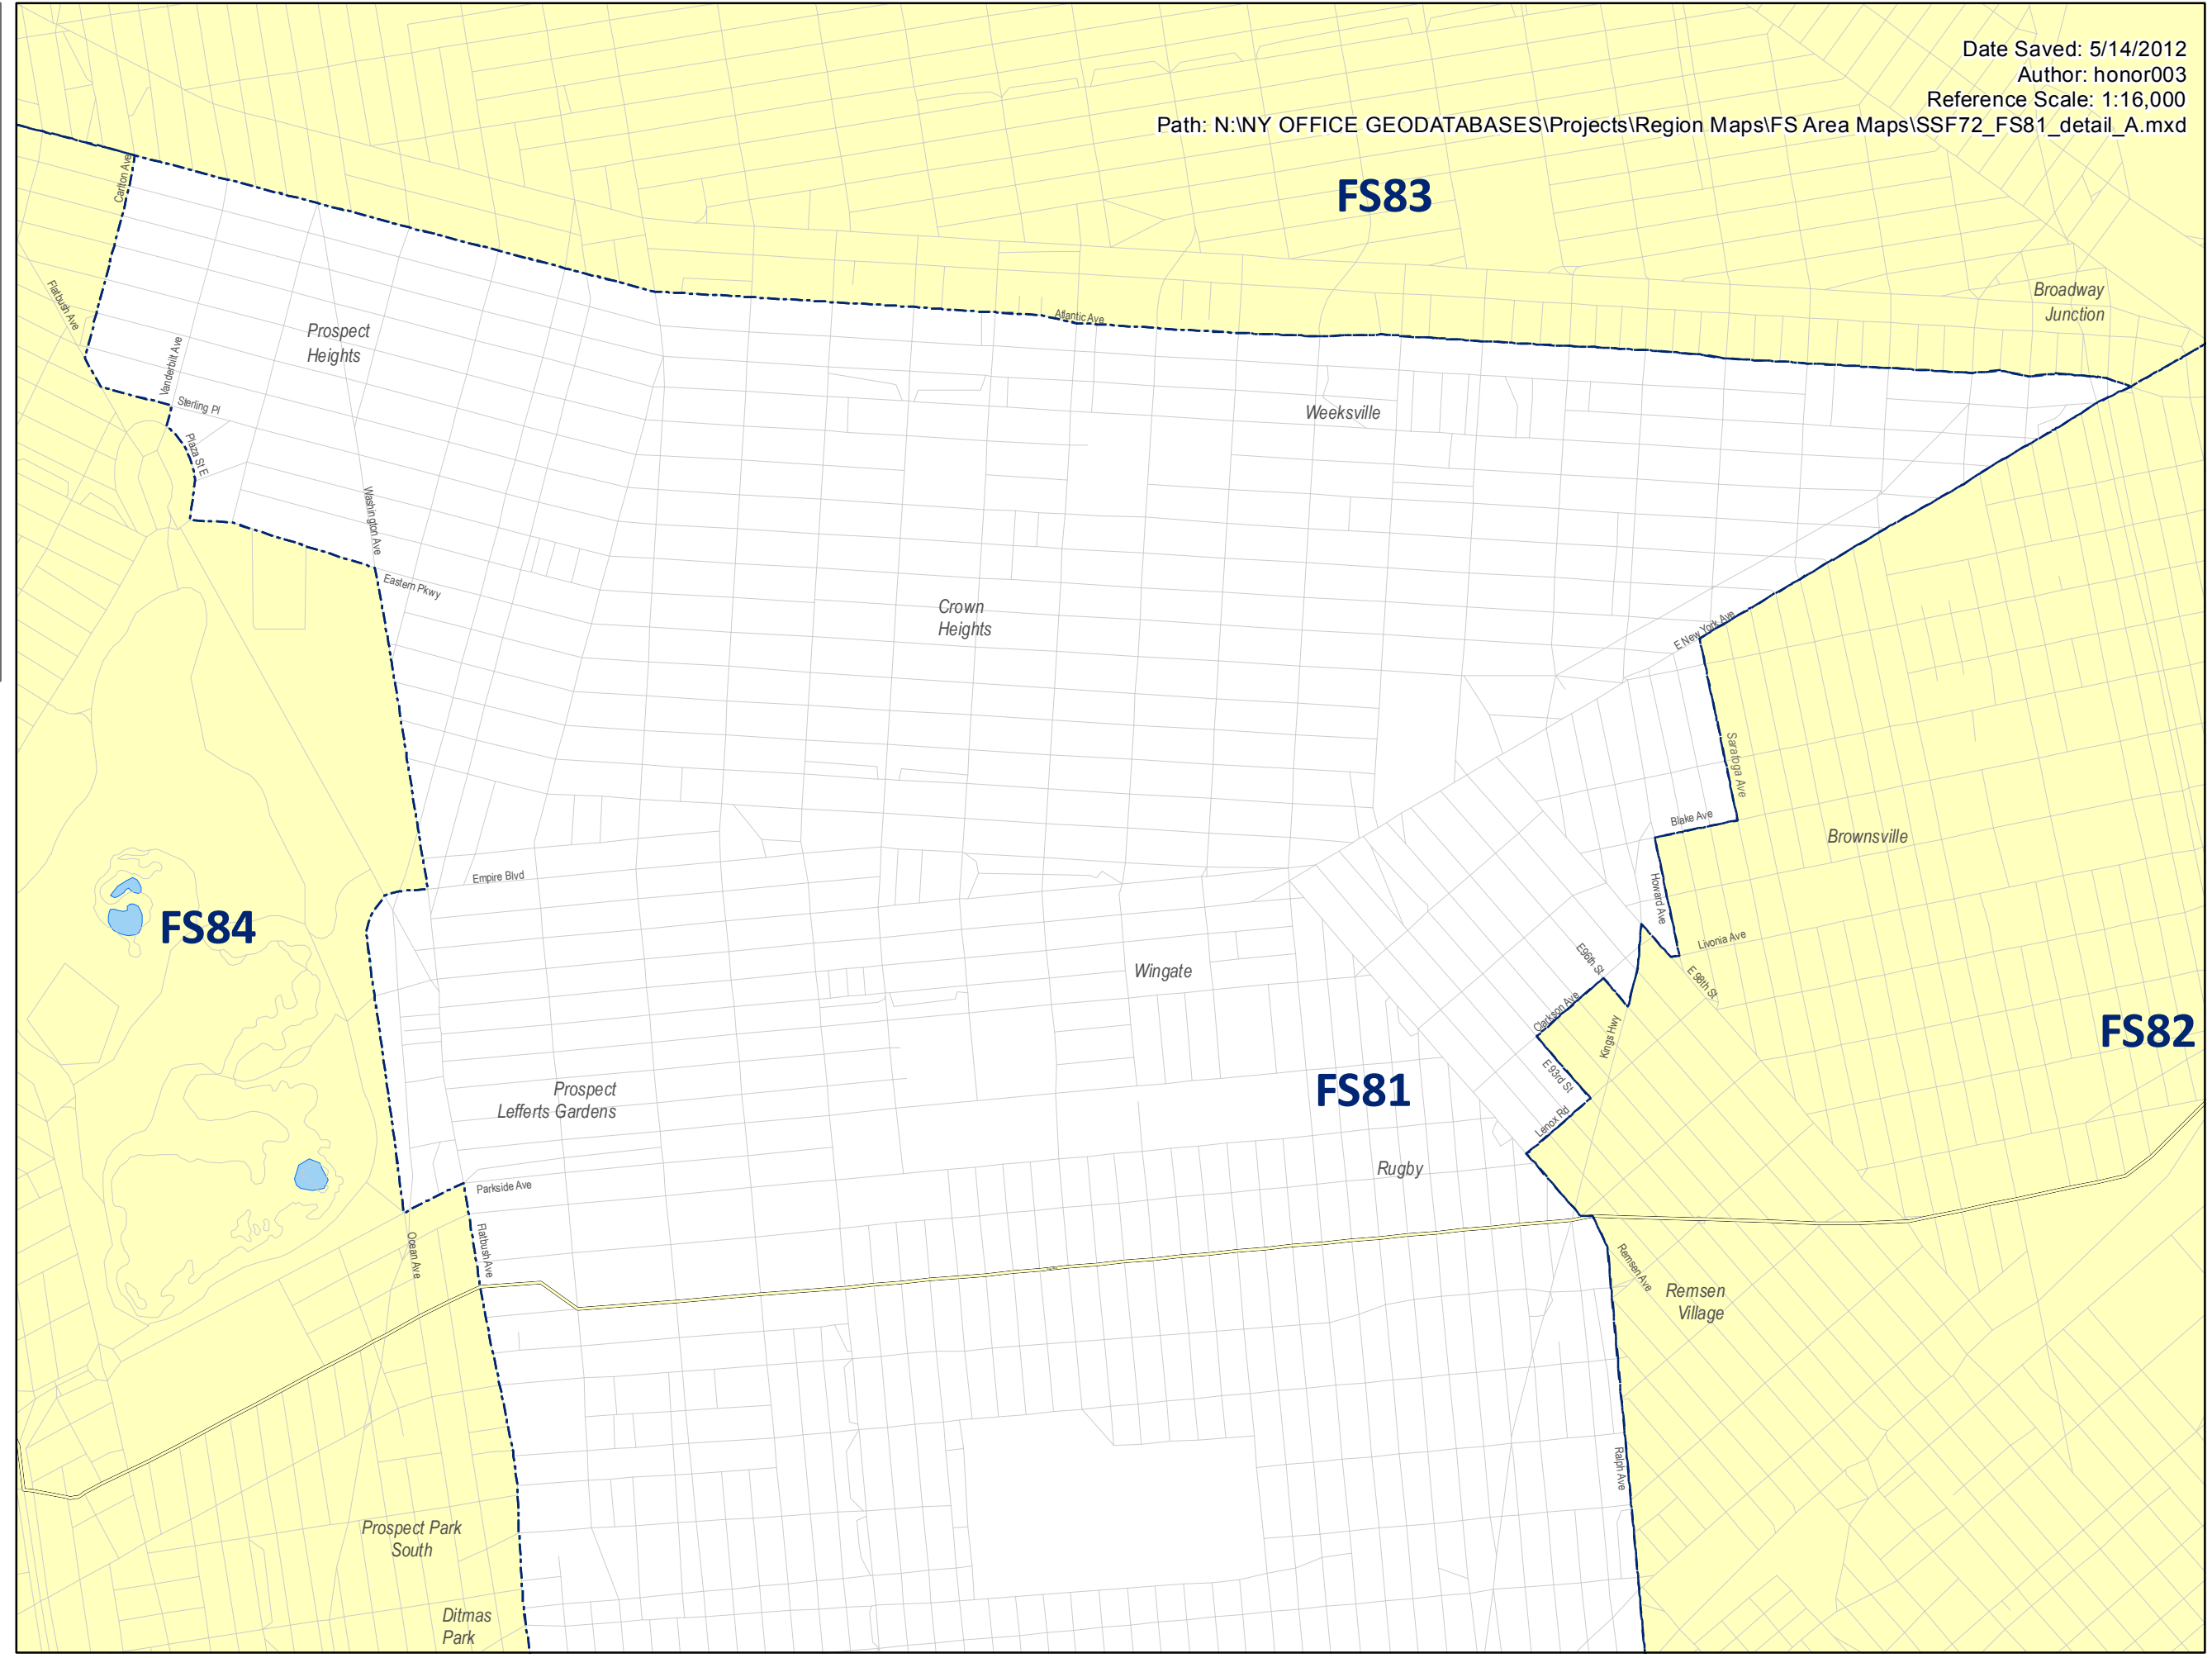 Date Saved: 5/14/2012
Author: honor003
Reference Scale: 1:16,000
Path: N:\NY OFFICE GEODATABASES\Projects\Region Maps\FS Area Maps\SSF72_FS81_detail_A.mxd
Carlton Ave
FS83
Flatbush Ave
Broadway
Junction
Atlantic Ave
Prospect
Heights
Vanderbilt Ave
Sterling Pl
Weeksville
Plaza St E
Washington Ave
Eastern Pkwy
Crown
Heights
E New York Ave
Saratoga Ave
Blake Ave
Brownsville
Empire Blvd
Howard Ave
FS84
Livonia Ave
E 96th St
Wingate
E 98th St
Clarkson Ave
Kings Hwy
FS82
E 93rd St
FS81
Prospect
Lefferts Gardens
Lenox Rd
Rugby
Parkside Ave
Ocean Ave
Flatbush Ave
Remsen Ave
Remsen
Village
Ralph Ave
Prospect Park
South
Ditmas
Park